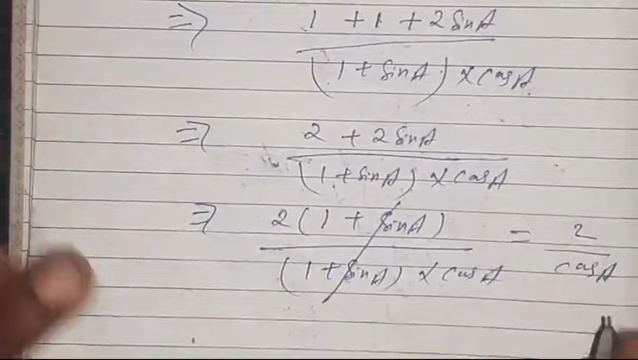 ⇒ 1 + 1 + 2 sinA / (1 + sinA) × cosA
⇒ 2 + 2 sinA / (1 + sinA) × cosA
⇒ 2(1 + sinA) / (1 + sinA) × cosA = 2 / cosA